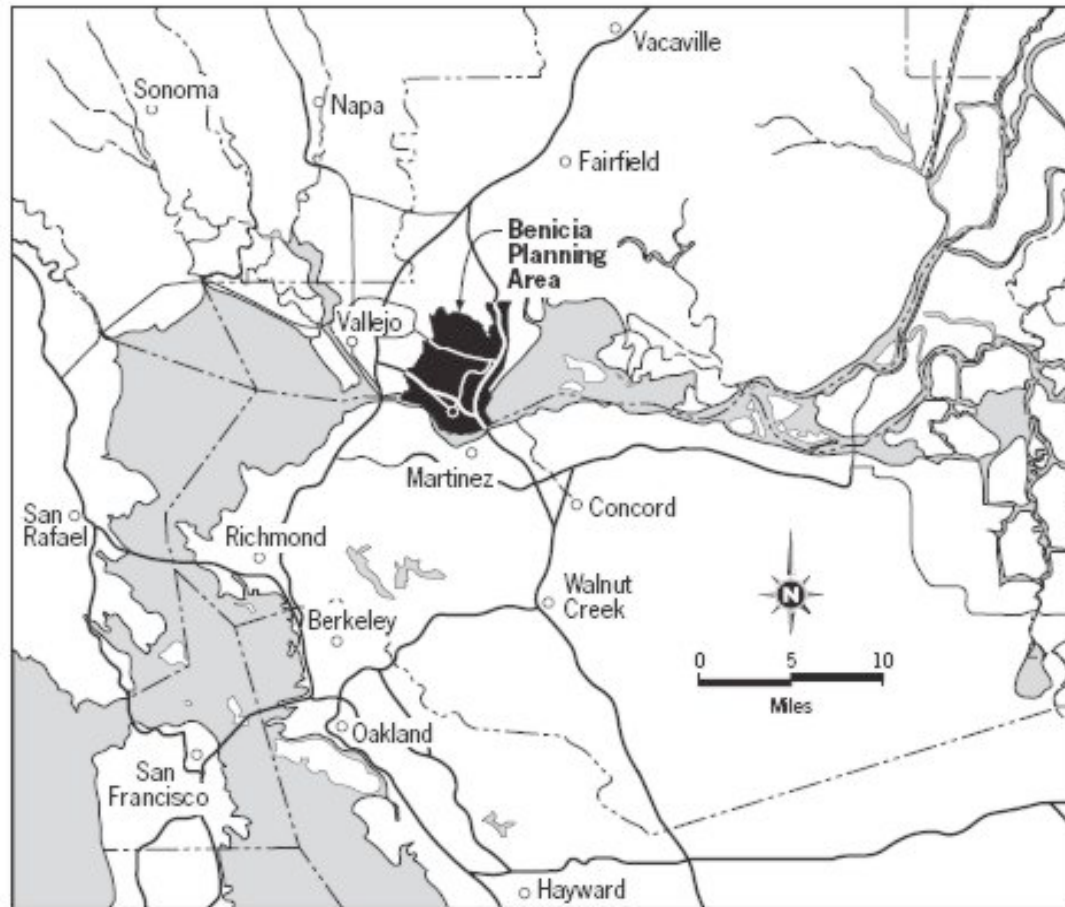 Vacaville
Sonoma
Napa
Fairfield
Benicia
Planning
Area
Vallejo
Martinez
San
Rafael
Concord
Richmond
Walnut
Creek
Berkeley
N
0 5 10
Miles
Oakland
San
Francisco
Hayward